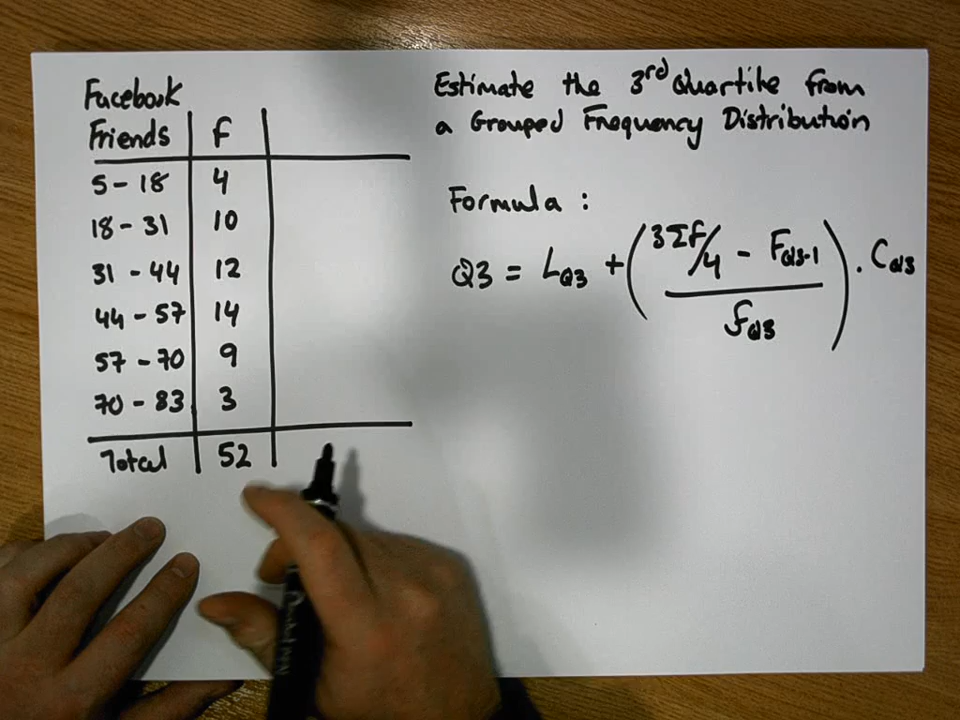 Facebook
Friends F
5 - 18 4
18 - 31 10
31 - 44 12
44 - 57 14
57 - 70 9
70 - 83 3
Total 52
Estimate the 3rd Quartile from
a Grouped Frequency Distribution
Formula :
Q3 = LQ3 + ( (3ΣF/4 - FQ3-1) / fQ3 ) . CQ3